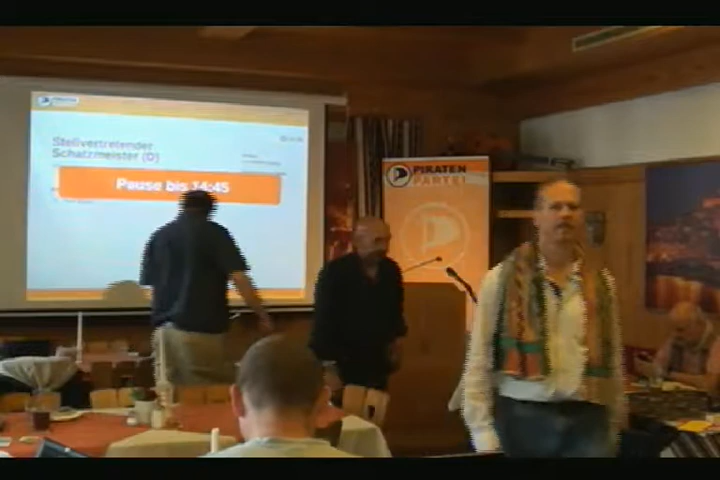 Stellvertretender
Schatzmeister (D)
Pause bis 14:45
PIRATEN
PARTEI